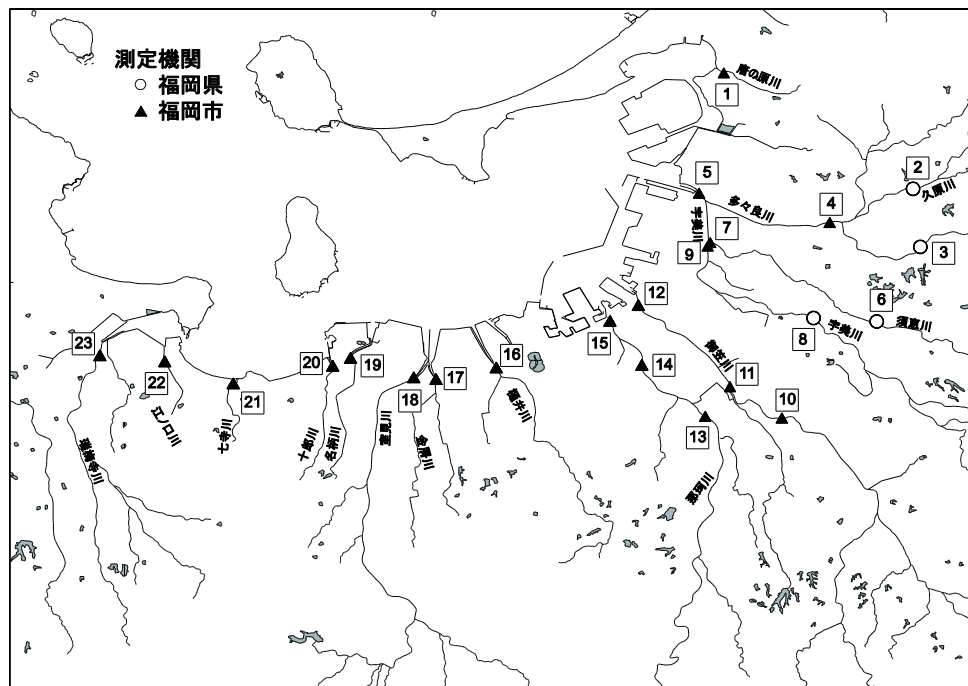 測定機関
○ 福岡県
▲ 福岡市
唐の原川
1
2
久原川
5
多々良川
4
宇美川
7
9
3
6
須恵川
8
宇美川
12
15
御笠川
14
11
10
13
那珂川
16
樋井川
17
18
金屑川
室見川
19
20
名柄川
十郎川
21
七寺川
22
江ノ口川
23
瑞梅寺川